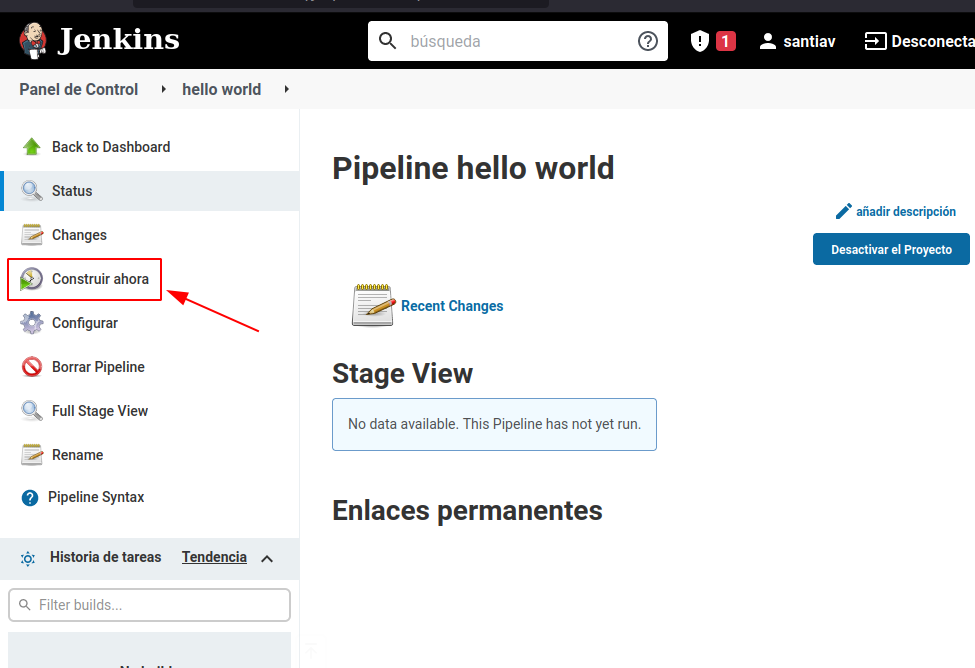 Jenkins
búsqueda
1
santiav
Desconecta
Panel de Control
hello world
Back to Dashboard
Status
Changes
Construir ahora
Configurar
Borrar Pipeline
Full Stage View
Rename
Pipeline Syntax
Historia de tareas
Tendencia
Filter builds...
Pipeline hello world
añadir descripción
Desactivar el Proyecto
Recent Changes
Stage View
No data available. This Pipeline has not yet run.
Enlaces permanentes